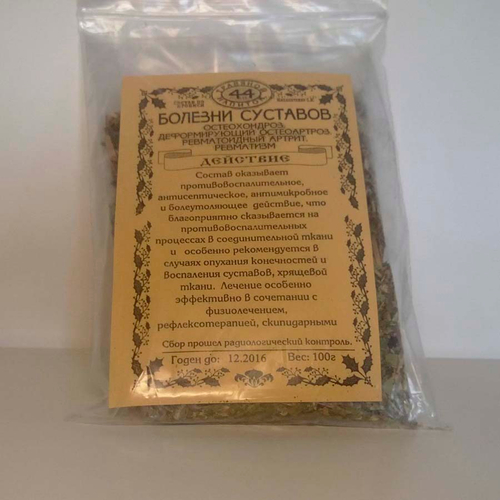 44
БОЛЕЗНИ СУСТАВОВ
ОСТЕОХОНДРОЗ,
ДЕФОРМИРУЮЩИЙ ОСТЕОАРТРОЗ,
РЕВМАТОИДНЫЙ АРТРИТ,
РЕВМАТИЗМ
ДЕЙСТВИЕ
Состав оказывает
противовоспалительное,
антисептическое, антимикробное
и болеутоляющее действие, что
благоприятно сказывается на
противовоспалительных
процессах в соединительной ткани
и особенно рекомендуется в
случаях опухания конечностей и
воспаления суставов, хрящевой
ткани. Лечение особенно
эффективно в сочетании с
физиолечением,
рефлексотерапией, скипидарными
Сбор прошел радиологический контроль.
Годен до: 12.2016 Вес: 100г